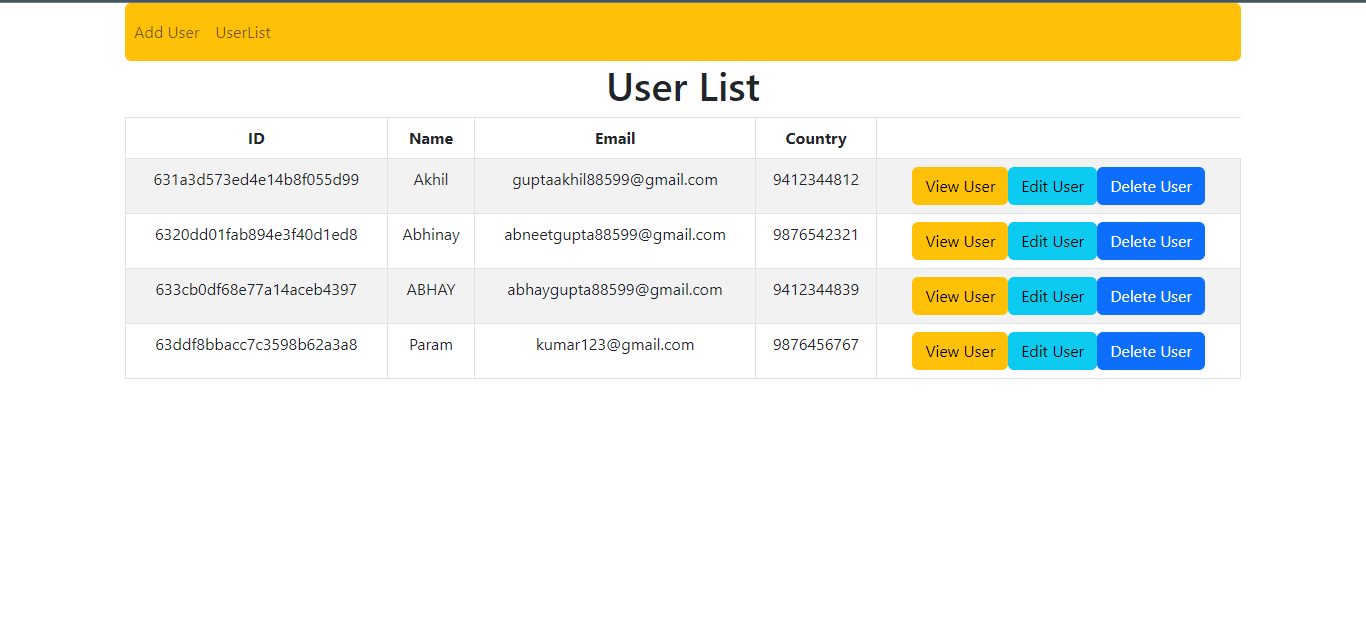 Add User UserList
User List
ID Name Email Country
631a3d573ed4e14b8f055d99 Akhil guptaakhil88599@gmail.com 9412344812 View User Edit User Delete User
6320dd01fab894e3f40d1ed8 Abhinay abneetgupta88599@gmail.com 9876542321 View User Edit User Delete User
633cb0df68e77a14aceb4397 ABHAY abhaygupta88599@gmail.com 9412344839 View User Edit User Delete User
63ddf8bbacc7c3598b62a3a8 Param kumar123@gmail.com 9876456767 View User Edit User Delete User